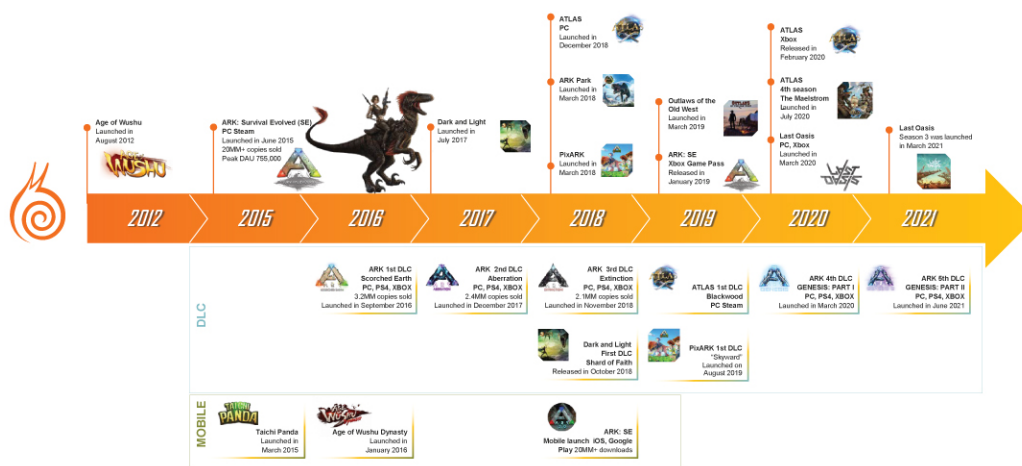 ATLAS
PC
Launched in
December 2018
ATLAS
Xbox
Released in
February 2020
ARK Park
Launched in
March 2018
ATLAS
4th season
The Maelstrom
Launched in
July 2020
Age of Wushu
Launched in
August 2012
WUSHU
ARK: Survival Evolved (SE)
PC Steam
Launched in June 2015
20MM+ copies sold
Peak DAU 755,000
Dark and Light
Launched in
July 2017
PixARK
Launched in
March 2018
Outlaws of the
Old West
Launched in
March 2019
ARK: SE
Xbox Game Pass
Released in
January 2019
Last Oasis
PC, Xbox
Launched in
March 2020
LAST
OASIS
Last Oasis
Season 3 was launched
in March 2021
2012
2015
2016
2017
2018
2019
2020
2021
DLC
ARK 1st DLC
Scorched Earth
PC, PS4, XBOX
3.2MM copies sold
Launched in September 2016
ARK 2nd DLC
Aberration
PC, PS4, XBOX
2.4MM copies sold
Launched in December 2017
ARK 3rd DLC
Extinction
PC, PS4, XBOX
2.1MM copies sold
Launched in November 2018
ATLAS 1st DLC
Blackwood
PC Steam
ARK 4th DLC
GENESIS: PART I
PC, PS4, XBOX
Launched in March 2020
ARK 5th DLC
GENESIS: PART II
PC, PS4, XBOX
Launched in June 2021
Dark and Light
First DLC
Shard of Faith
Released in October 2018
PixARK 1st DLC
"Skyward"
Launched on
August 2019
MOBILE
TAICHI
PANDA
Taichi Panda
Launched in
March 2015
WUSHU
Age of Wushu Dynasty
Launched in
January 2016
ARK: SE
Mobile launch iOS, Google
Play 20MM+ downloads